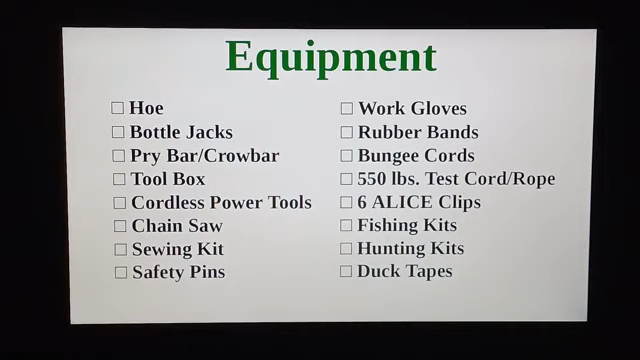 Equipment
☐ Hoe
☐ Bottle Jacks
☐ Pry Bar/Crowbar
☐ Tool Box
☐ Cordless Power Tools
☐ Chain Saw
☐ Sewing Kit
☐ Safety Pins
☐ Work Gloves
☐ Rubber Bands
☐ Bungee Cords
☐ 550 lbs. Test Cord/Rope
☐ 6 ALICE Clips
☐ Fishing Kits
☐ Hunting Kits
☐ Duck Tapes